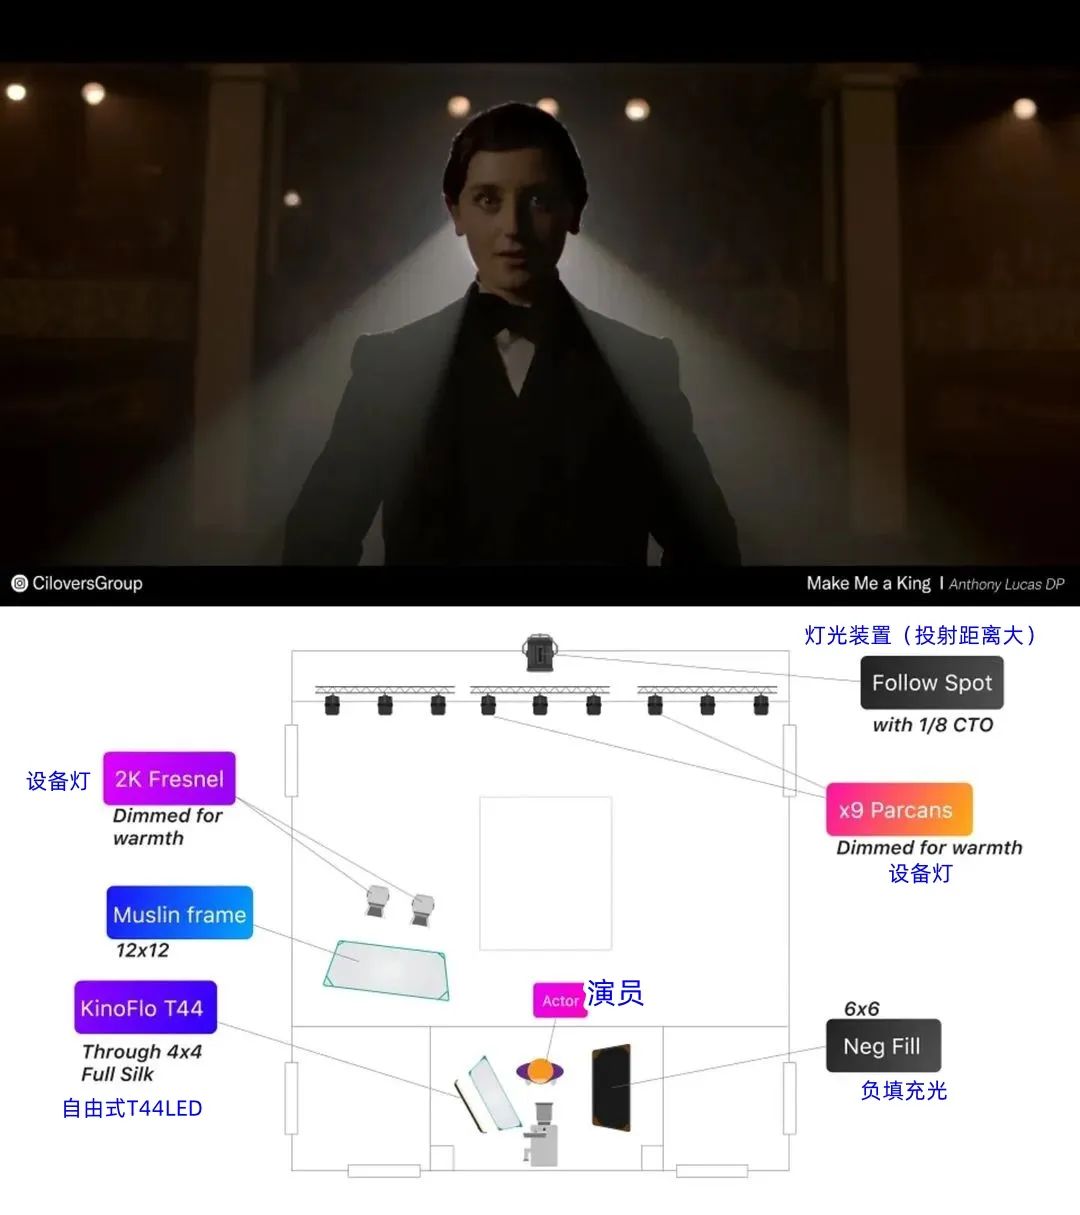 CiloversGroup
Make Me a King | Anthony Lucas DP
灯光装置（投射距离大）
Follow Spot
with 1/8 CTO
设备灯
2K Fresnel
Dimmed for
warmth
x9 Parcans
Dimmed for warmth
设备灯
Muslin frame
12x12
KinoFlo T44
Through 4x4
Full Silk
自由式T44LED
Actor
演员
6x6
Neg Fill
负填充光